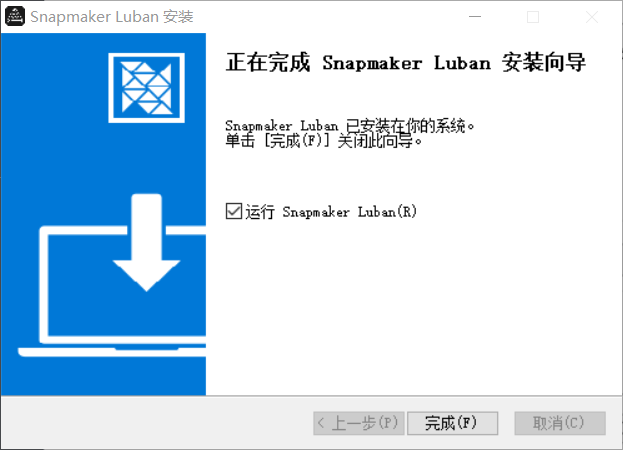 Snapmaker Luban 安装
正在完成 Snapmaker Luban 安装向导
Snapmaker Luban 已安装在你的系统。
单击 [完成(F)] 关闭此向导。
运行 Snapmaker Luban(R)
< 上一步(P) 完成(F) 取消(C)